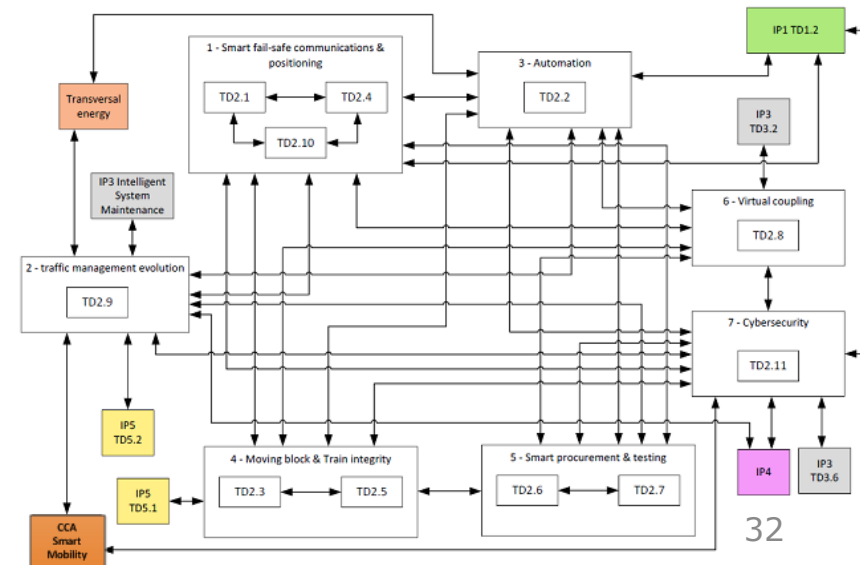 IP1 TD1.2
1 - Smart fail-safe communications &
positioning
3 - Automation
TD2.1
TD2.4
TD2.2
Transversal
energy
IP3
TD3.2
TD2.10
IP3 Intelligent
System
Maintenance
6 - Virtual coupling
TD2.8
2 - traffic management evolution
TD2.9
7 - Cybersecurity
TD2.11
IP5
TD5.2
4 - Moving block & Train integrity
5 - Smart procurement & testing
IP4
IP3
TD3.6
IP5
TD5.1
TD2.3
TD2.5
TD2.6
TD2.7
CCA
Smart
Mobility
32